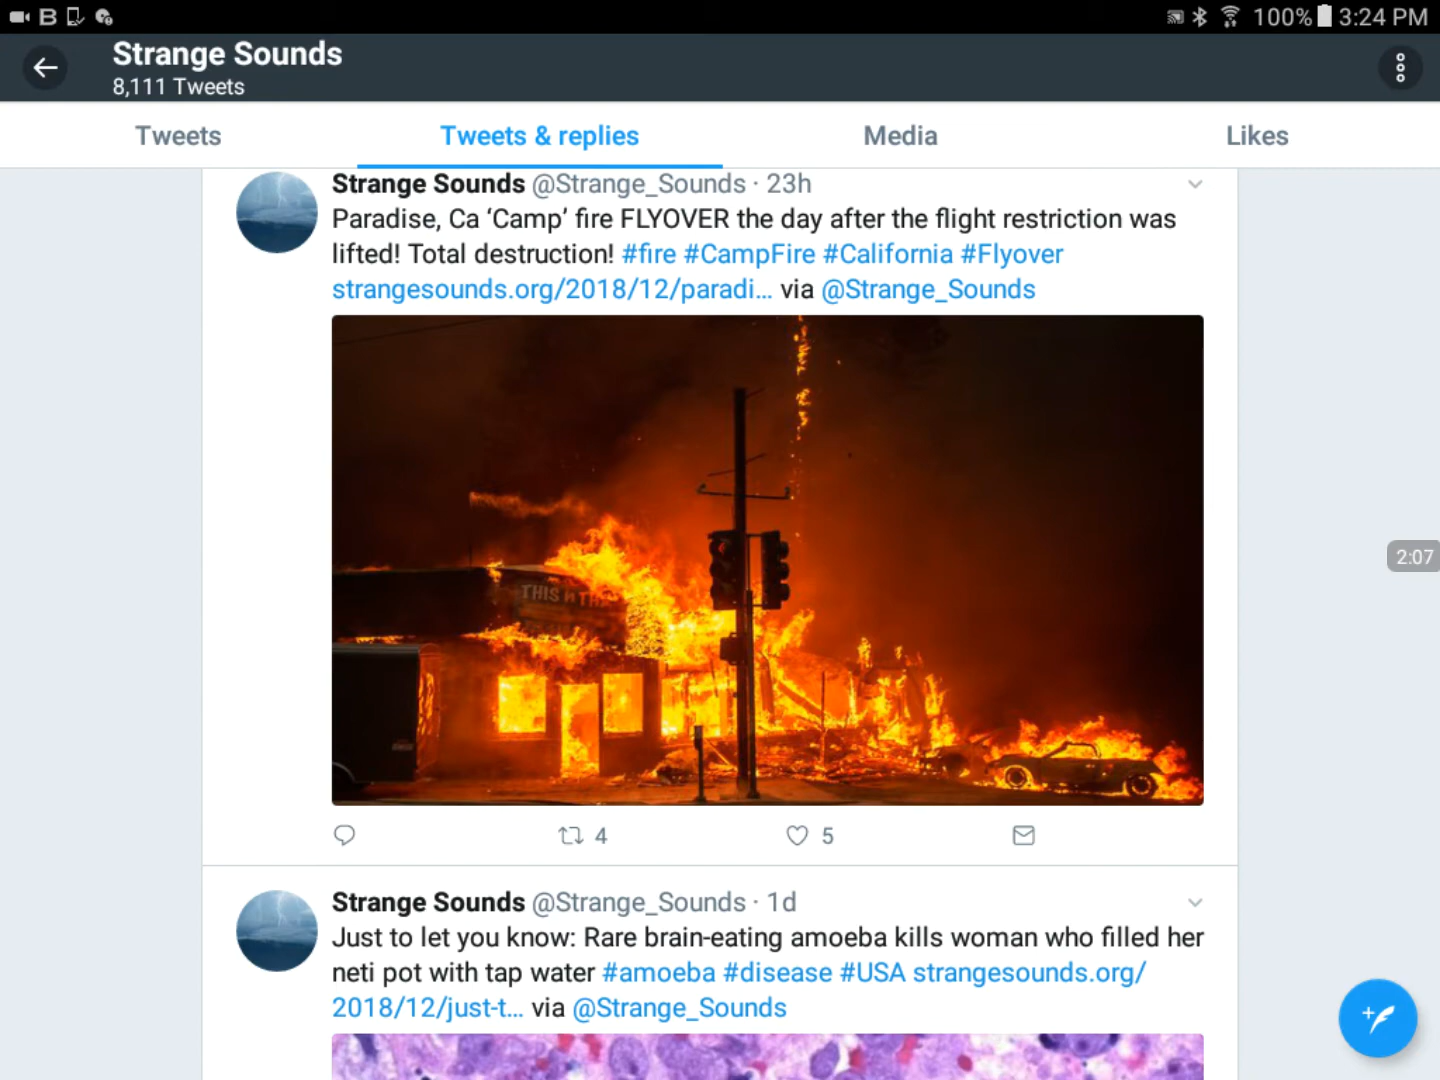 B 100% 3:24 PM
Strange Sounds
8,111 Tweets
Tweets Tweets & replies Media Likes
Strange Sounds @Strange_Sounds · 23h
Paradise, Ca ‘Camp’ fire FLYOVER the day after the flight restriction was
lifted! Total destruction! #fire #CampFire #California #Flyover
strangesounds.org/2018/12/paradi... via @Strange_Sounds
THIS N TH
2:07
4 5
Strange Sounds @Strange_Sounds · 1d
Just to let you know: Rare brain-eating amoeba kills woman who filled her
neti pot with tap water #amoeba #disease #USA strangesounds.org/
2018/12/just-t... via @Strange_Sounds